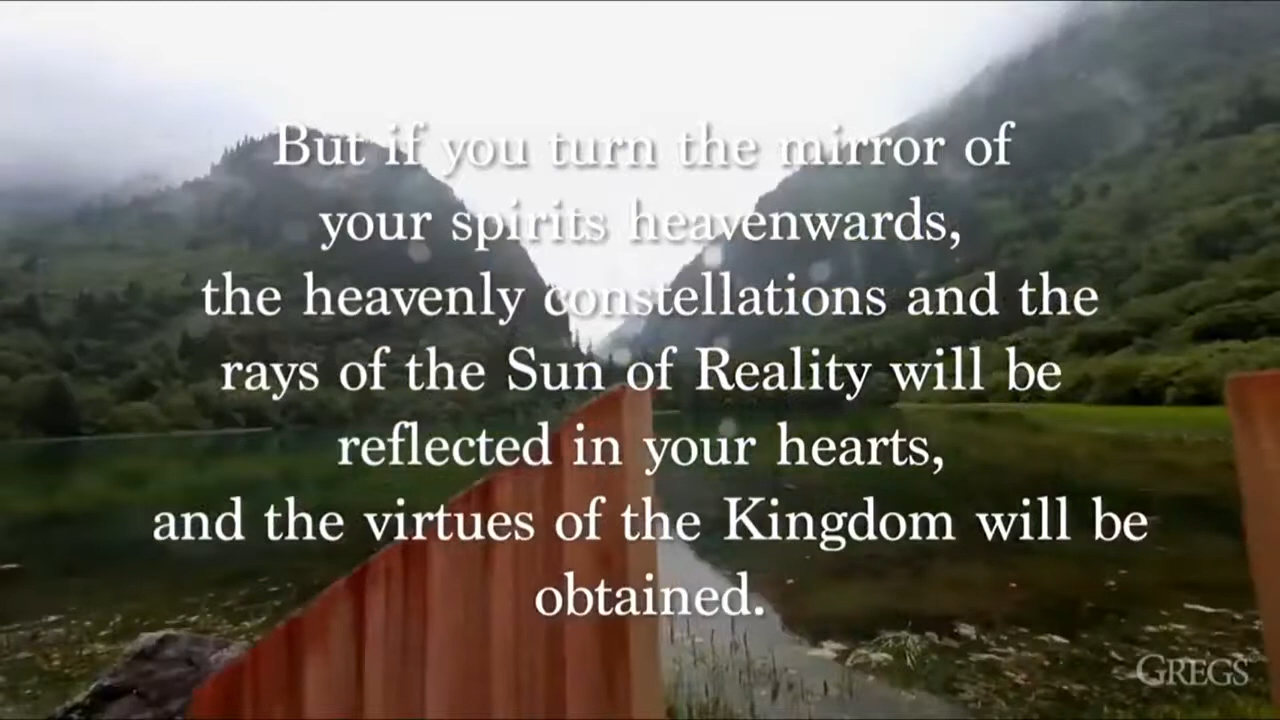 But if you turn the mirror of
your spirits heavenwards,
the heavenly constellations and the
rays of the Sun of Reality will be
reflected in your hearts,
and the virtues of the Kingdom will be
obtained.
GREGS